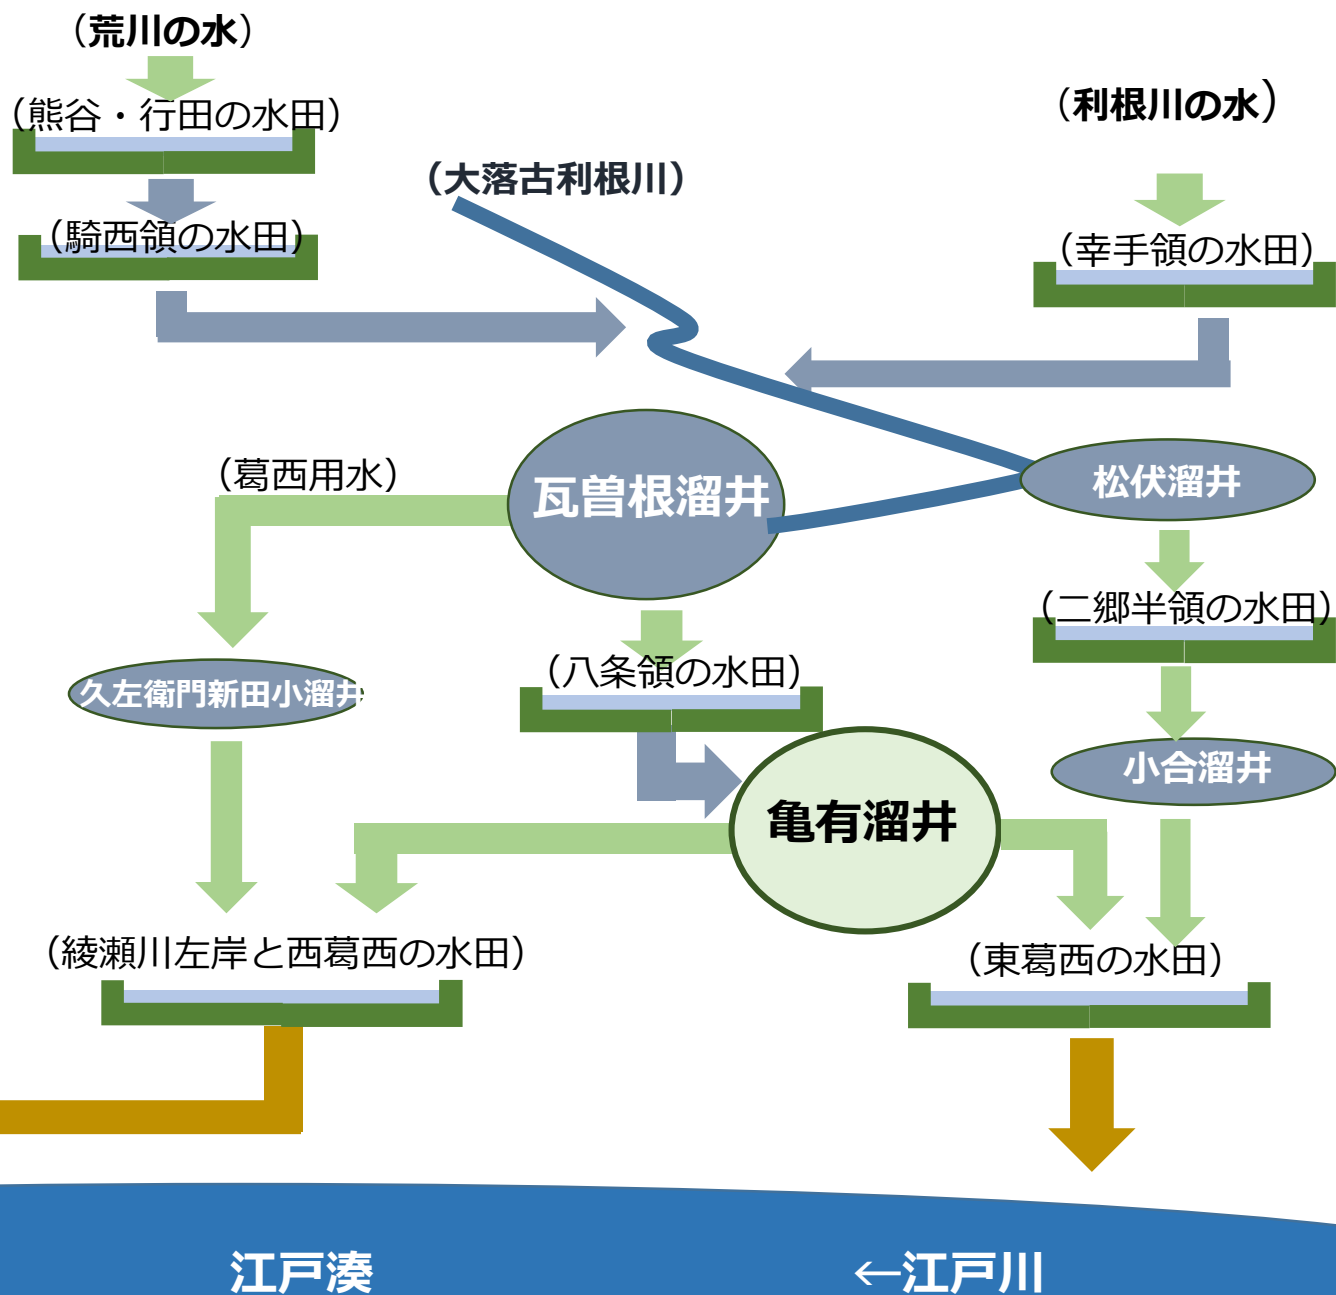 （荒川の水）
（熊谷・行田の水田）
（利根川の水）
（大落古利根川）
（騎西領の水田）
（幸手領の水田）
（葛西用水）
瓦曽根溜井
松伏溜井
（二郷半領の水田）
（八条領の水田）
久左衛門新田小溜井
小合溜井
亀有溜井
（綾瀬川左岸と西葛西の水田）
（東葛西の水田）
江戸湊
←江戸川